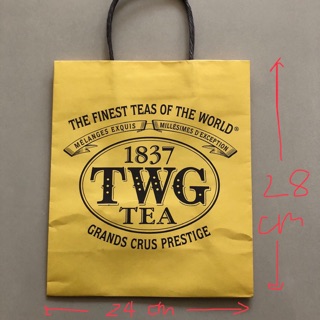 THE FINEST TEAS OF THE WORLD®
MÉLANGES EXQUIS MILLÉSIMES D'EXCEPTION
1837
TWG
TEA
GRANDS CRUS PRESTIGE
28
cm
24 cm